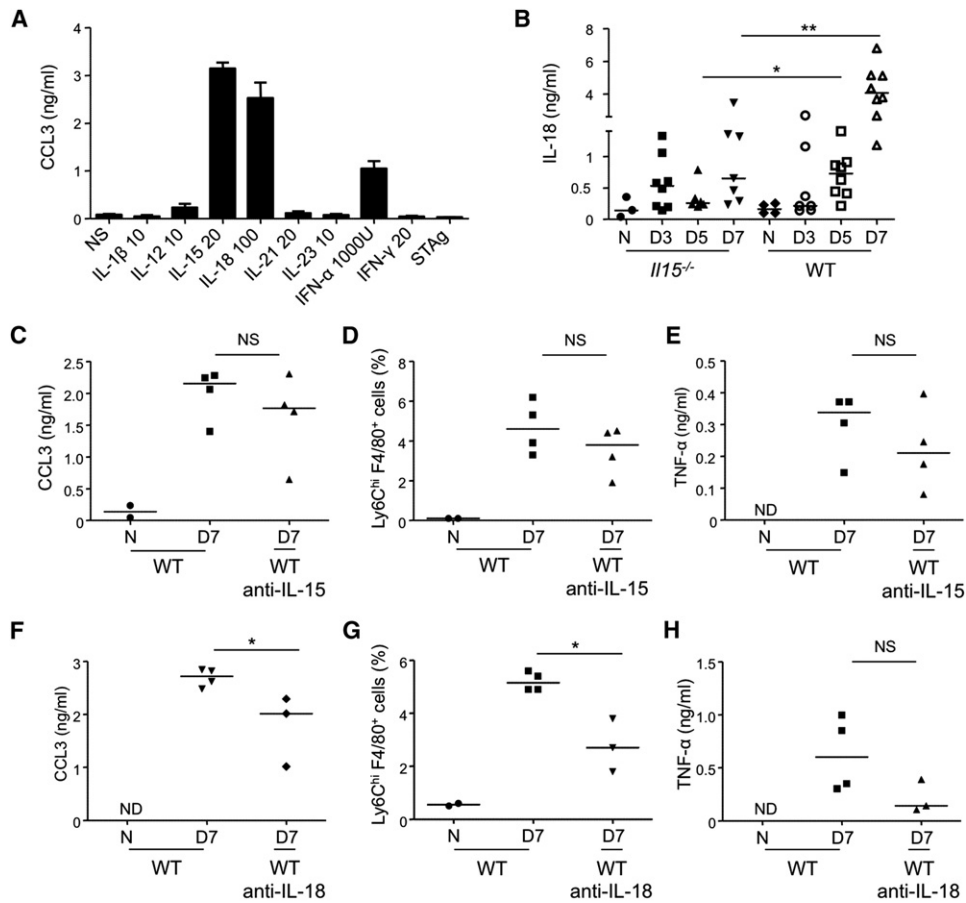 A
CCL3 (ng/ml)
4
3
2
1
0
NS
IL-1β 10
IL-12 10
IL-15 20
IL-18 100
IL-21 20
IL-23 10
IFN-α 1000U
IFN-γ 20
STAg
B
IL-18 (ng/ml)
8
6
4
2
1
0.5
0
**
*
N D3 D5 D7 N D3 D5 D7
Il15-/- WT
C
CCL3 (ng/ml)
2.5
2.0
1.5
1.0
0.5
0.0
NS
N D7 D7
WT WT
anti-IL-15
D
Ly6Chi F4/80+ cells (%)
8
6
4
2
0
NS
N D7 D7
WT WT
anti-IL-15
E
TNF-α (ng/ml)
0.5
0.4
0.3
0.2
0.1
0.0
NS
ND
N D7 D7
WT WT
anti-IL-15
F
CCL3 (ng/ml)
3
2
1
0
*
ND
N D7 D7
WT WT
anti-IL-18
G
Ly6Chi F4/80+ cells (%)
6
4
2
0
*
N D7 D7
WT WT
anti-IL-18
H
TNF-α (ng/ml)
1.5
1.0
0.5
0.0
NS
ND
N D7 D7
WT WT
anti-IL-18